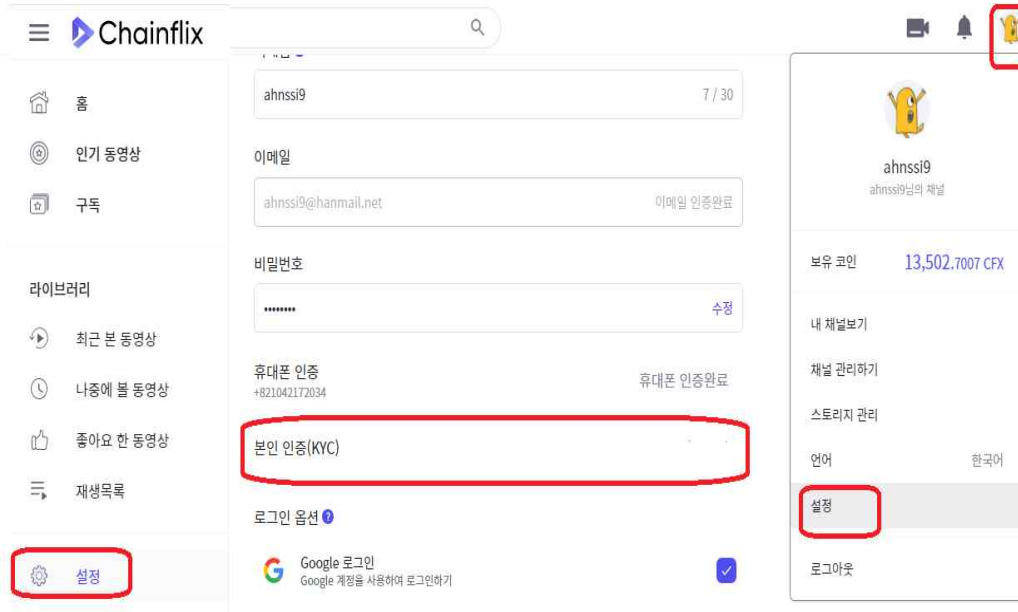 Chainflix
홈
인기 동영상
구독
라이브러리
최근 본 동영상
나중에 볼 동영상
좋아요 한 동영상
재생목록
설정
ahnssi9
7 / 30
이메일
ahnssi9@hanmail.net
이메일 인증완료
비밀번호
••••••••
수정
휴대폰 인증
+821042172034
휴대폰 인증완료
본인 인증(KYC)
로그인 옵션 ?
Google 로그인
Google 계정을 사용하여 로그인하기
ahnssi9
ahnssi9님의 채널
보유 코인
13,502.7007 CFX
내 채널보기
채널 관리하기
스토리지 관리
언어
한국어
설정
로그아웃